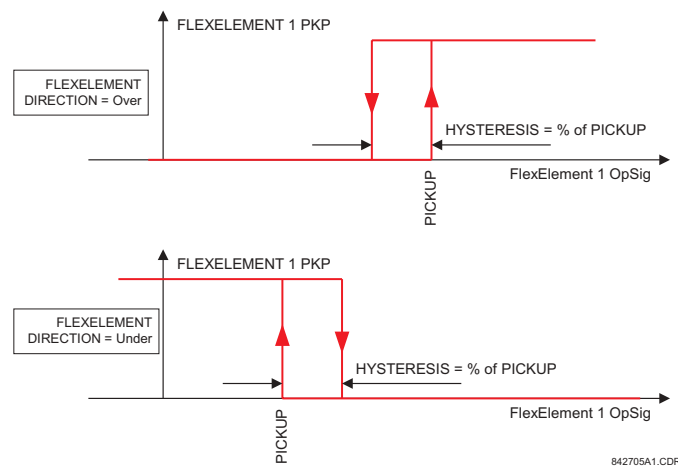 FLEXELEMENT 1 PKP
FLEXELEMENT
DIRECTION = Over
HYSTERESIS = % of PICKUP
FlexElement 1 OpSig
PICKUP
FLEXELEMENT 1 PKP
FLEXELEMENT
DIRECTION = Under
HYSTERESIS = % of PICKUP
FlexElement 1 OpSig
PICKUP
842705A1.CDR